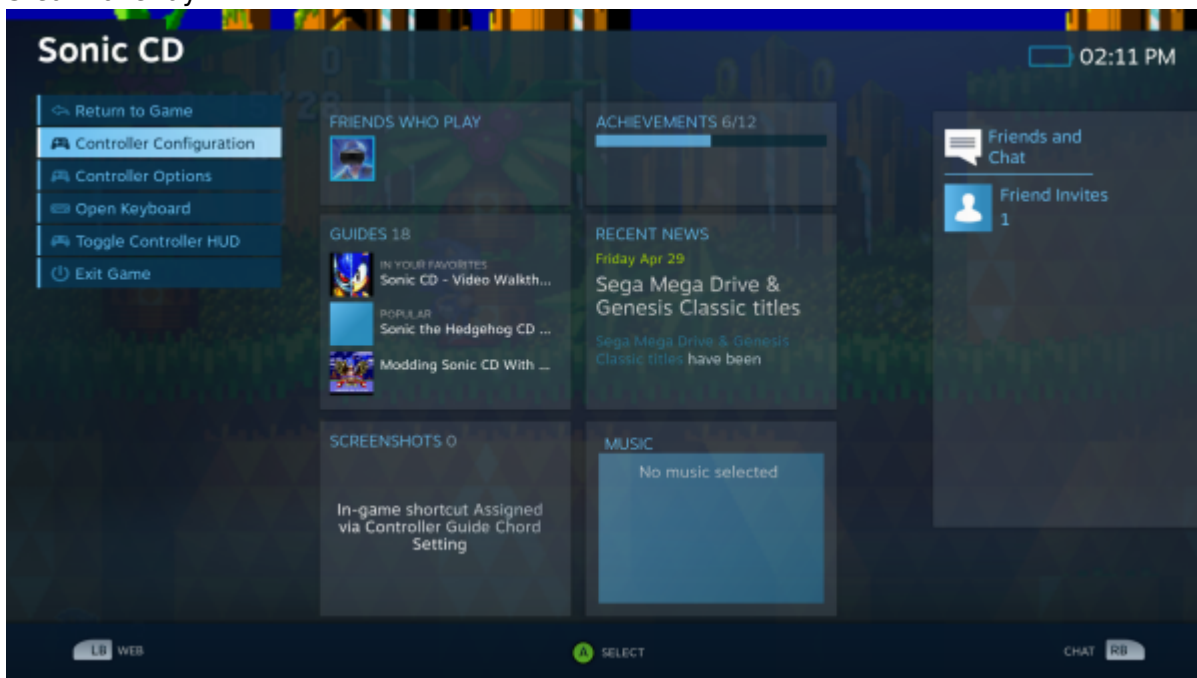 Sonic CD
02:11 PM
Return to Game
Controller Configuration
Controller Options
Open Keyboard
Toggle Controller HUD
Exit Game
FRIENDS WHO PLAY
ACHIEVEMENTS 6/12
GUIDES 18
IN YOUR FAVORITES
Sonic CD - Video Walkth...
POPULAR
Sonic the Hedgehog CD ...
Modding Sonic CD With ...
RECENT NEWS
Friday Apr 29
Sega Mega Drive &
Genesis Classic titles
Sega Mega Drive & Genesis
Classic titles have been
SCREENSHOTS 0
In-game shortcut Assigned
via Controller Guide Chord
Setting
MUSIC
No music selected
Friends and
Chat
Friend Invites
1
LB WEB
A SELECT
CHAT RB